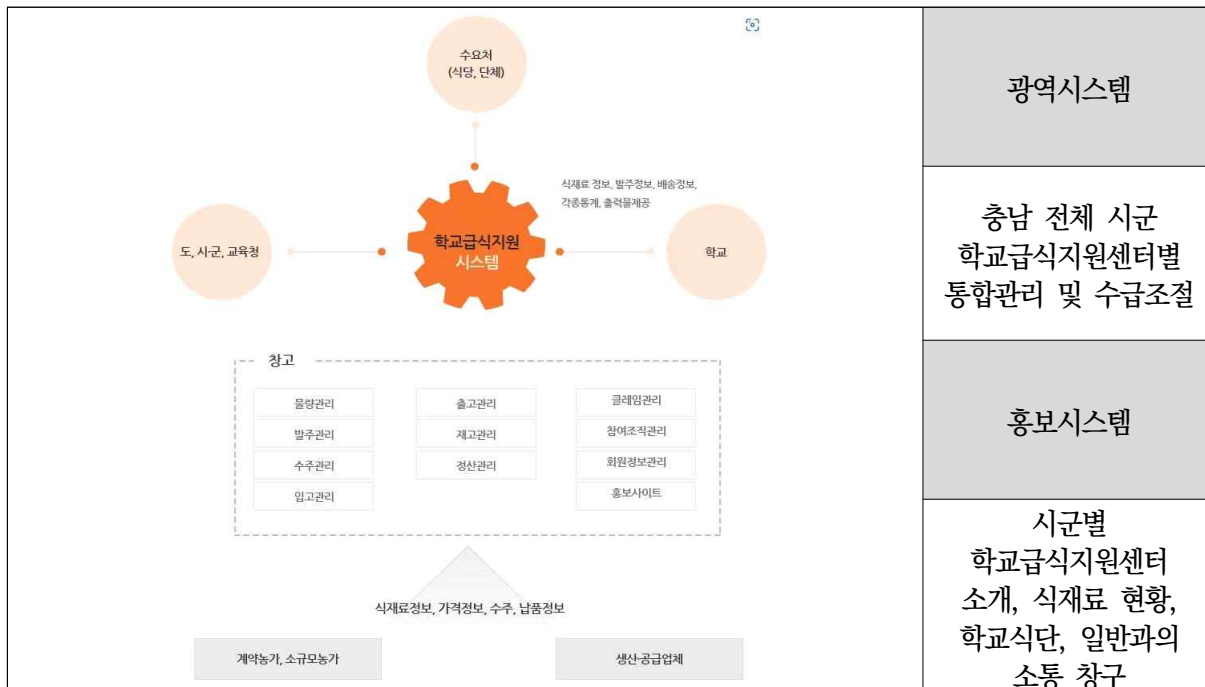 수요처
(식당, 단체)
식재료 정보, 발주정보, 배송정보,
각종통계, 출력물제공
도, 시·군, 교육청
학교급식지원
시스템
학교
창고
물량관리
출고관리
클레임관리
발주관리
재고관리
참여조직관리
수주관리
정산관리
회원정보관리
입고관리
홍보사이트
식재료정보, 가격정보, 수주, 납품정보
계약농가, 소규모농가
생산·공급업체
광역시스템
충남 전체 시군
학교급식지원센터별
통합관리 및 수급조절
홍보시스템
시군별
학교급식지원센터
소개, 식재료 현황,
학교식단, 일반과의
소통 창구